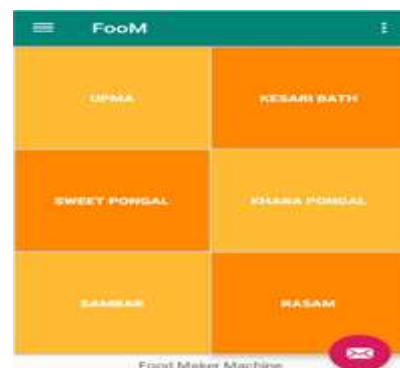 FooM
UPMA
KESARI BATH
SWEET PONGAL
KHARA PONGAL
SAMBAR
RASAM
Food Maker Machine